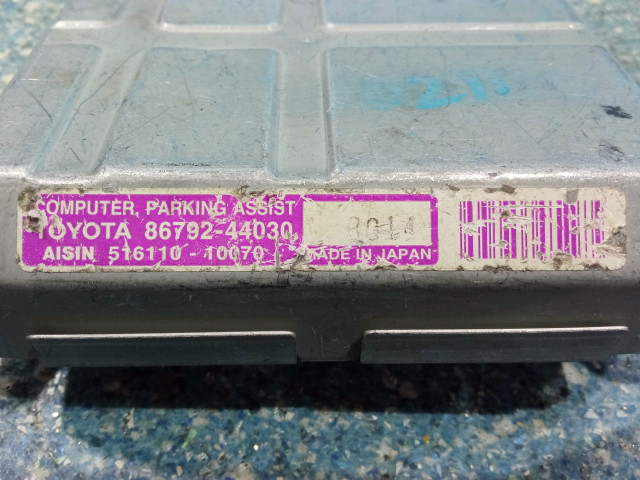 COMPUTER, PARKING ASSIST
TOYOTA 86792-44030
AISIN 516110-10070
MADE IN JAPAN